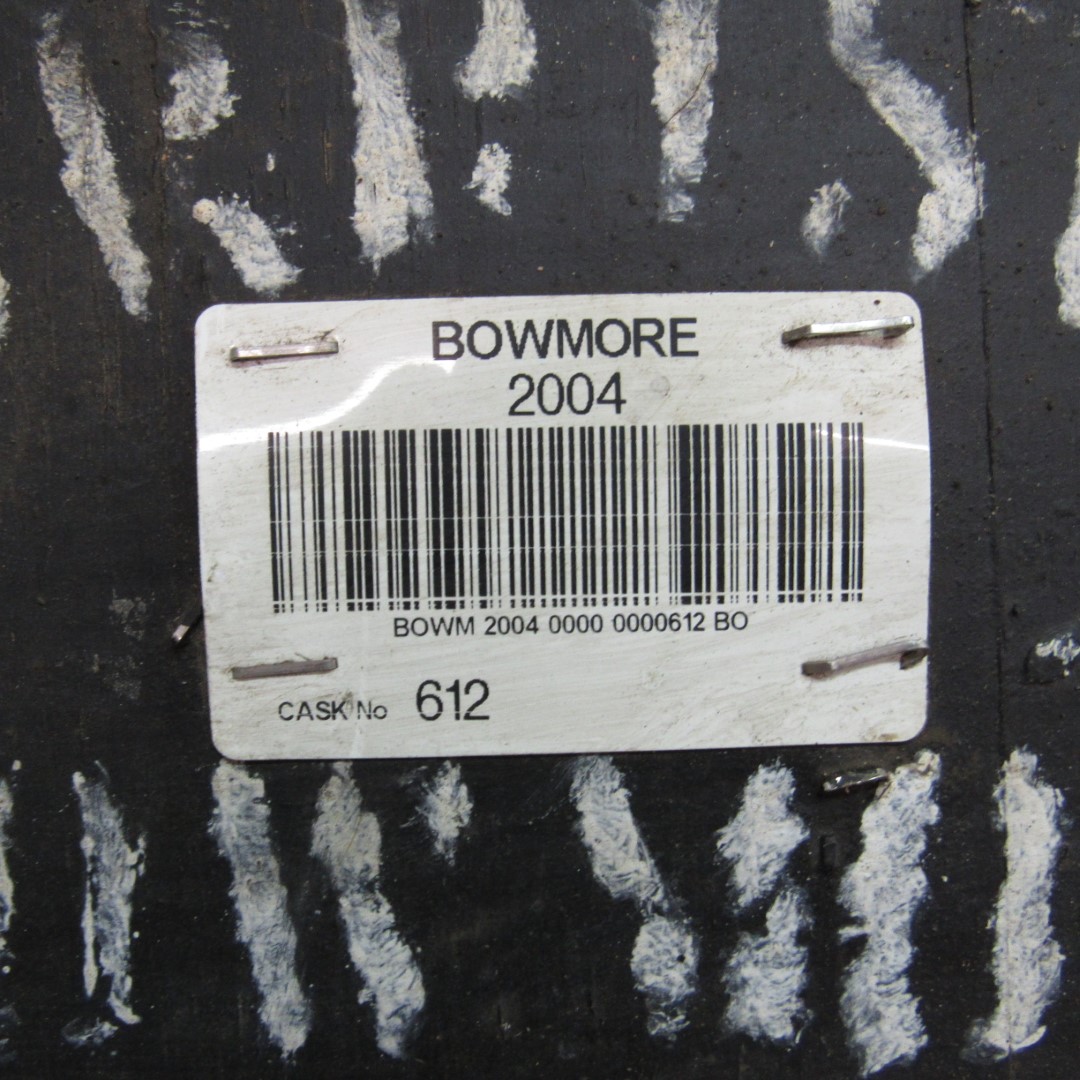 BOWMORE
2004
BOWM 2004 0000 0000612 BO
CASK No 612